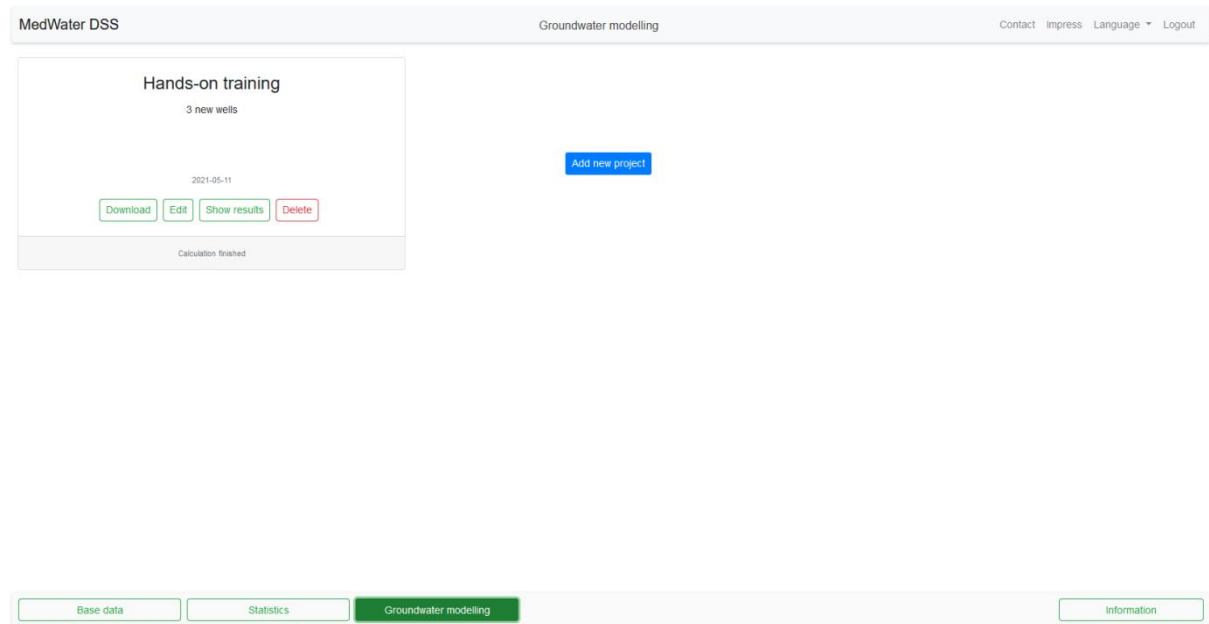 MedWater DSS Groundwater modelling Contact Impress Language Logout
Hands-on training
3 new wells
Add new project
2021-05-11
Download Edit Show results Delete
Calculation finished
Base data Statistics Groundwater modelling Information